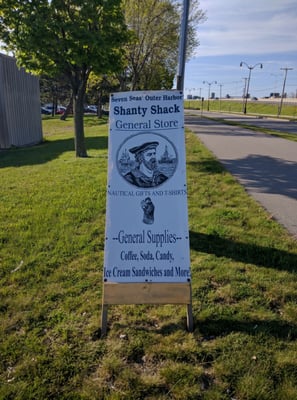 Seven Seas' Outer Harbor
Shanty Shack
General Store
NAUTICAL GIFTS AND T-SHIRTS
--General Supplies--
Coffee, Soda, Candy,
Ice Cream Sandwiches and More